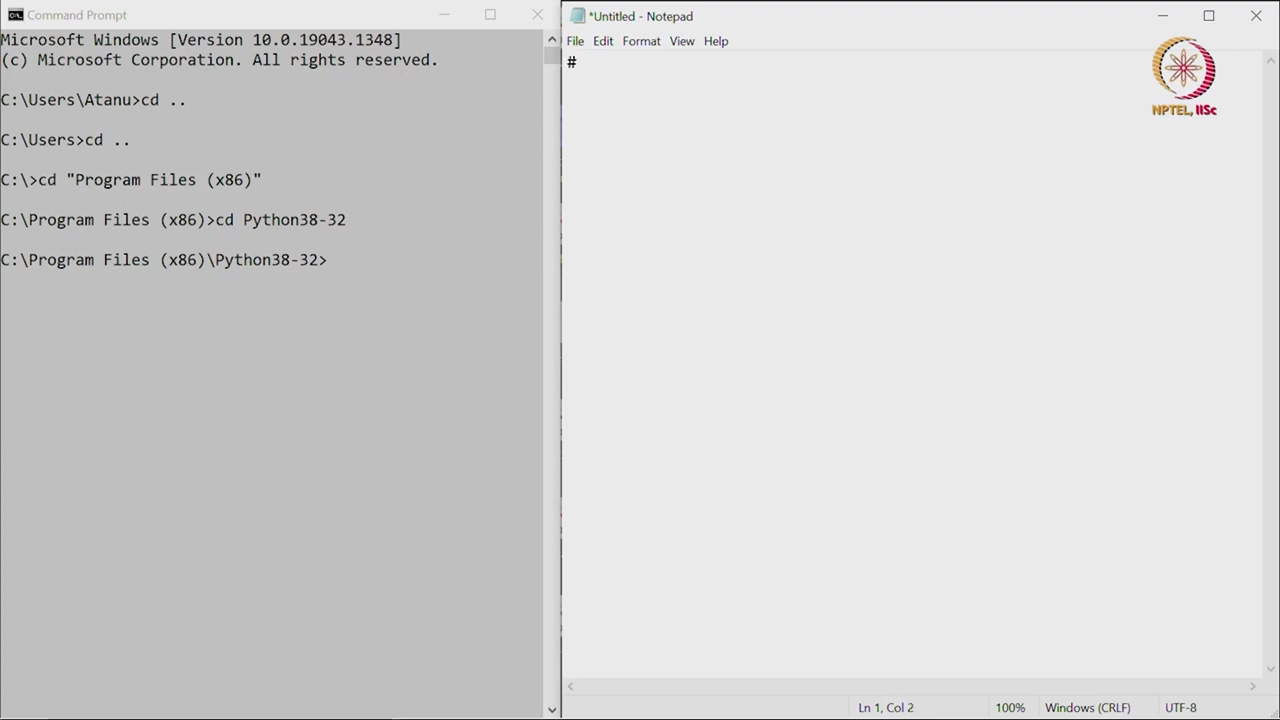 Command Prompt
Microsoft Windows [Version 10.0.19043.1348]
(c) Microsoft Corporation. All rights reserved.
C:\Users\Atanu>cd ..
C:\Users>cd ..
C:\>cd "Program Files (x86)"
C:\Program Files (x86)>cd Python38-32
C:\Program Files (x86)\Python38-32>
*Untitled - Notepad
File Edit Format View Help
#
NPTEL, IISc
Ln 1, Col 2 100% Windows (CRLF) UTF-8